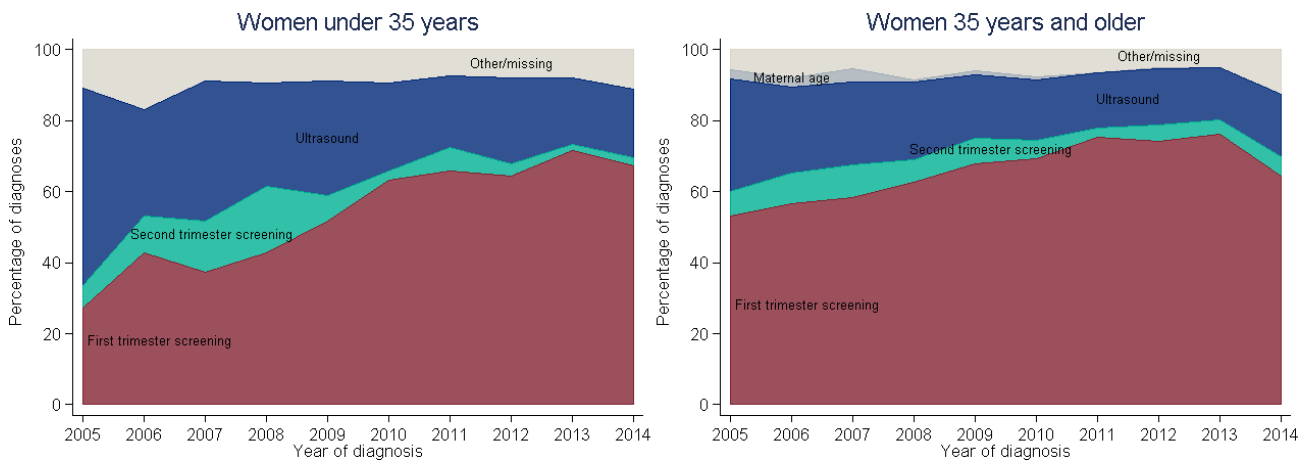 Women under 35 years
Percentage of diagnoses
100
80
60
40
20
0
Other/missing
Ultrasound
Second trimester screening
First trimester screening
2005 2006 2007 2008 2009 2010 2011 2012 2013 2014
Year of diagnosis
Women 35 years and older
Percentage of diagnoses
100
80
60
40
20
0
Other/missing
Maternal age
Ultrasound
Second trimester screening
First trimester screening
2005 2006 2007 2008 2009 2010 2011 2012 2013 2014
Year of diagnosis